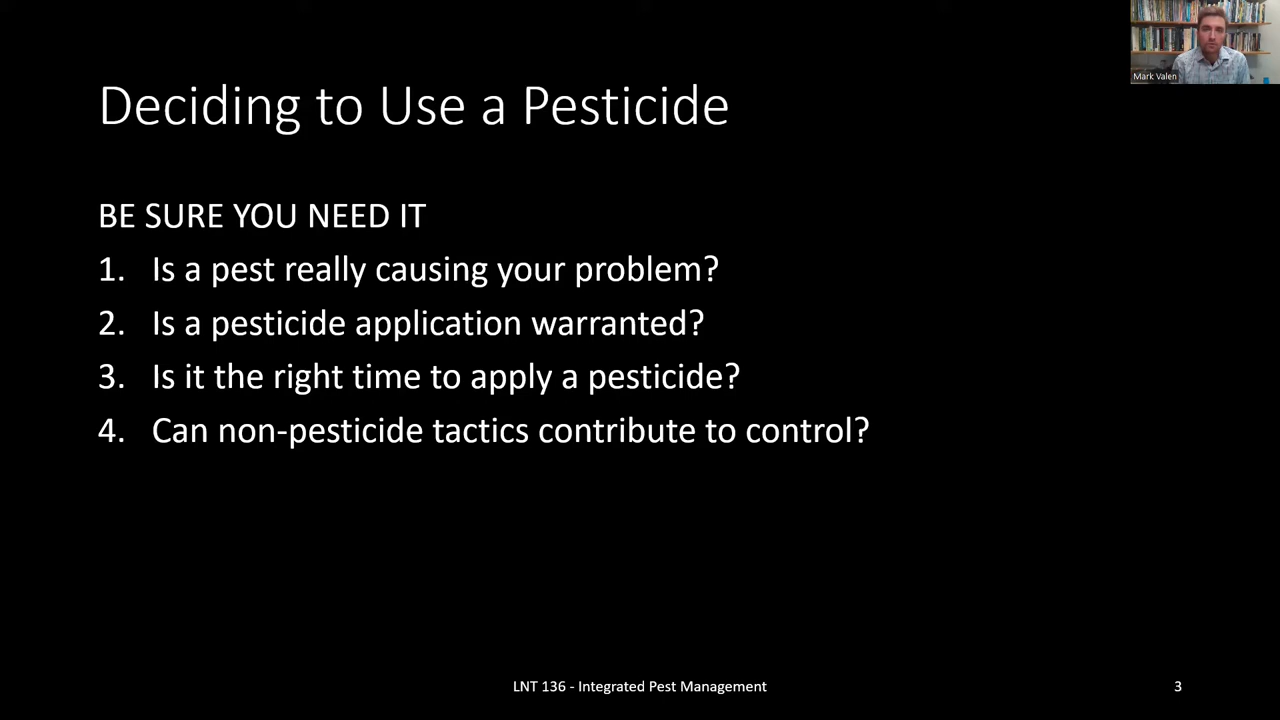 Mark Valen
Deciding to Use a Pesticide
BE SURE YOU NEED IT
1. Is a pest really causing your problem?
2. Is a pesticide application warranted?
3. Is it the right time to apply a pesticide?
4. Can non-pesticide tactics contribute to control?
LNT 136 - Integrated Pest Management
3